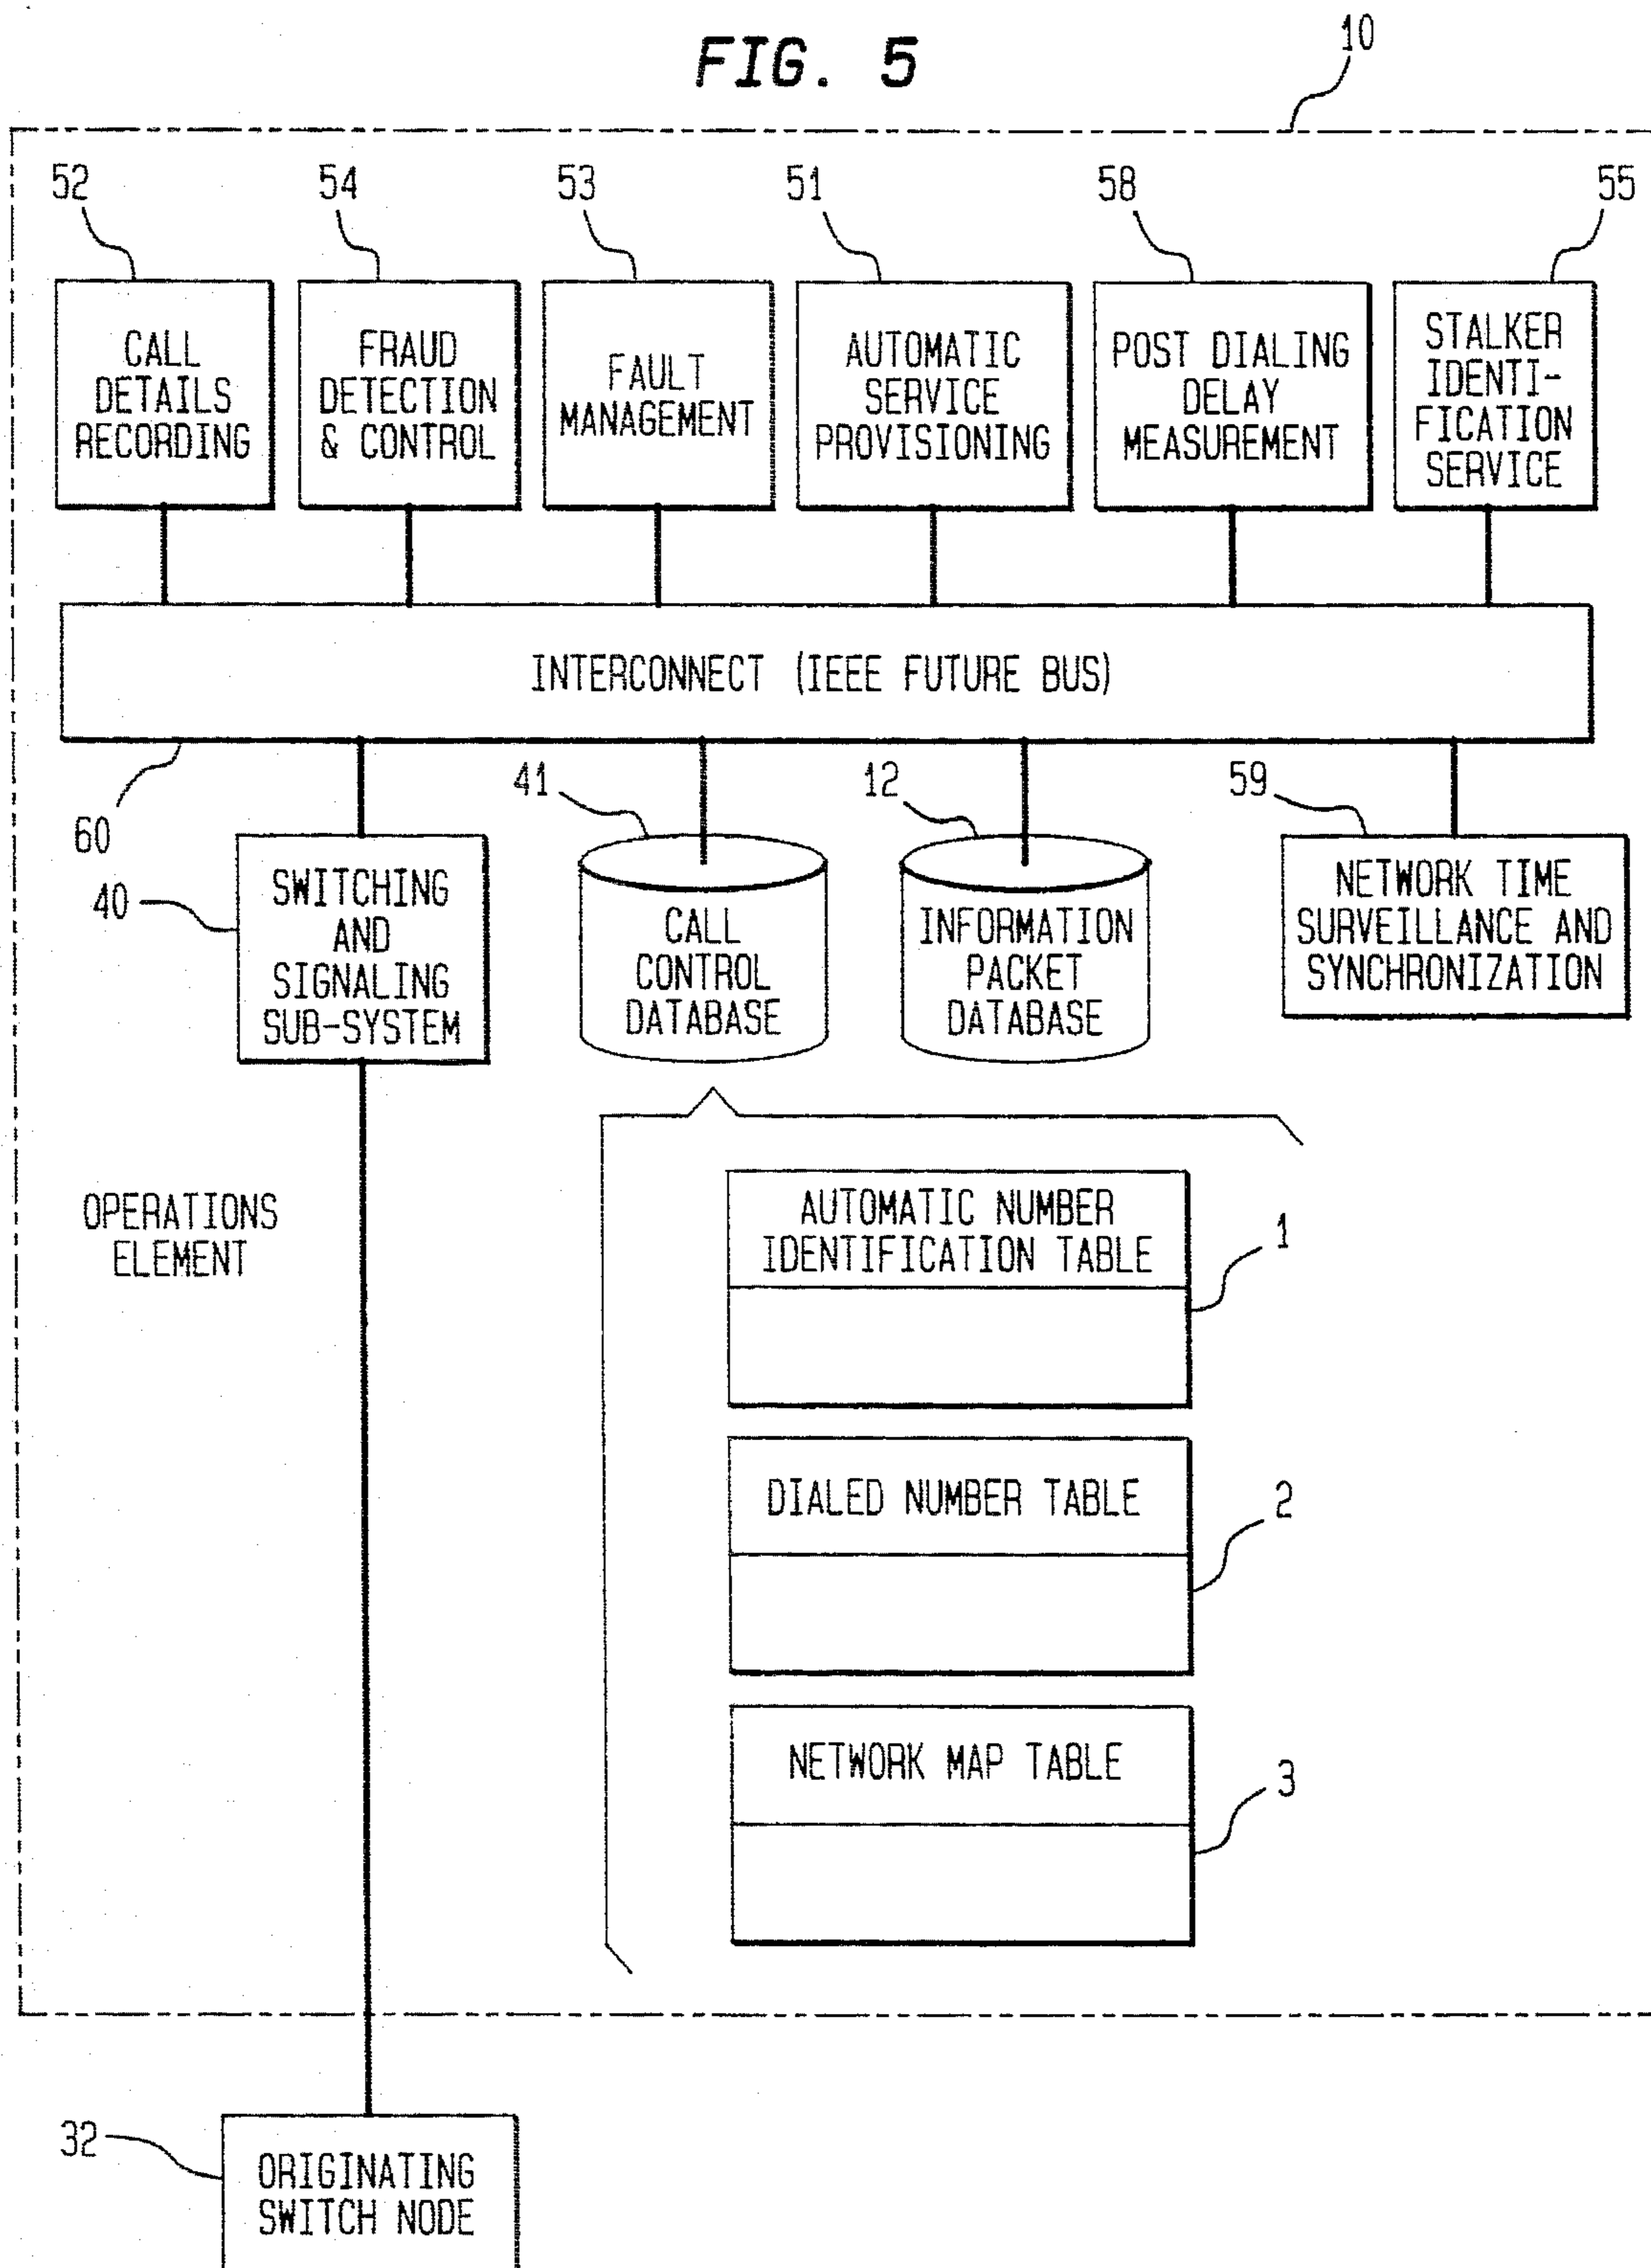 FIG. 5
10
52
54
53
51
58
55
CALL
DETAILS
RECORDING
FRAUD
DETECTION
& CONTROL
FAULT
MANAGEMENT
AUTOMATIC
SERVICE
PROVISIONING
POST DIALING
DELAY
MEASUREMENT
STALKER
IDENTI-
FICATION
SERVICE
INTERCONNECT (IEEE FUTURE BUS)
60
41
12
59
40
SWITCHING
AND
SIGNALING
SUB-SYSTEM
CALL
CONTROL
DATABASE
INFORMATION
PACKET
DATABASE
NETWORK TIME
SURVEILLANCE AND
SYNCHRONIZATION
OPERATIONS
ELEMENT
AUTOMATIC NUMBER
IDENTIFICATION TABLE
1
DIALED NUMBER TABLE
2
NETWORK MAP TABLE
3
32
ORIGINATING
SWITCH NODE